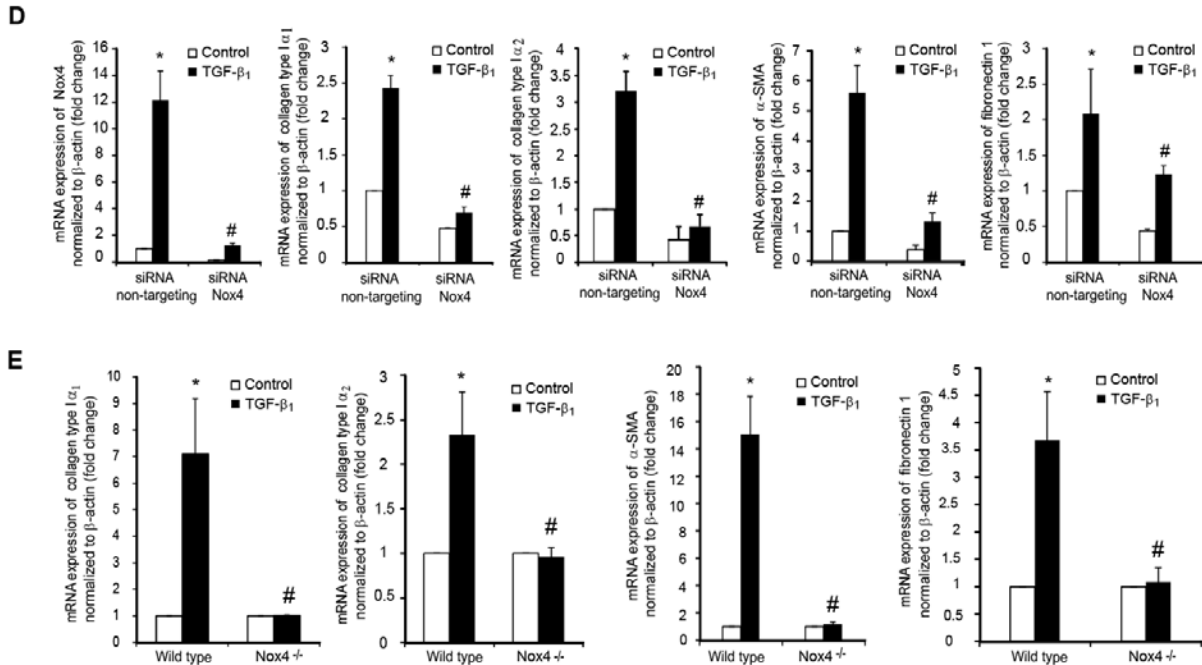 D
mRNA expression of Nox4
normalized to β-actin (fold change)
16
14
12
10
8
6
4
2
0
*
#
Control
TGF-β₁
siRNA
non-targeting
siRNA
Nox4
mRNA expression of collagen type I α₁
normalized to β-actin (fold change)
3
2.5
2
1.5
1
0.5
0
*
#
Control
TGF-β₁
siRNA
non-targeting
siRNA
Nox4
mRNA expression of collagen type I α₂
normalized to β-actin (fold change)
4
3.5
3
2.5
2
1.5
1
0.5
0
*
#
Control
TGF-β₁
siRNA
non-targeting
siRNA
Nox4
mRNA expression of α-SMA
normalized to β-actin (fold change)
7
6
5
4
3
2
1
0
*
#
Control
TGF-β₁
siRNA
non-targeting
siRNA
Nox4
mRNA expression of fibronectin 1
normalized to β-actin (fold change)
3
2.5
2
1.5
1
0.5
0
*
#
Control
TGF-β₁
siRNA
non-targeting
siRNA
Nox4
E
mRNA expression of collagen type I α₁
normalized to β-actin (fold change)
10
9
8
7
6
5
4
3
2
1
0
*
#
Control
TGF-β₁
Wild type
Nox4 -/-
mRNA expression of collagen type I α₂
normalized to β-actin (fold change)
3
2.5
2
1.5
1
0.5
0
*
#
Control
TGF-β₁
Wild type
Nox4 -/-
mRNA expression of α-SMA
normalized to β-actin (fold change)
20
18
16
14
12
10
8
6
4
2
0
*
#
Control
TGF-β₁
Wild type
Nox4 -/-
mRNA expression of fibronectin 1
normalized to β-actin (fold change)
5
4.5
4
3.5
3
2.5
2
1.5
1
0.5
0
*
#
Control
TGF-β₁
Wild type
Nox4 -/-